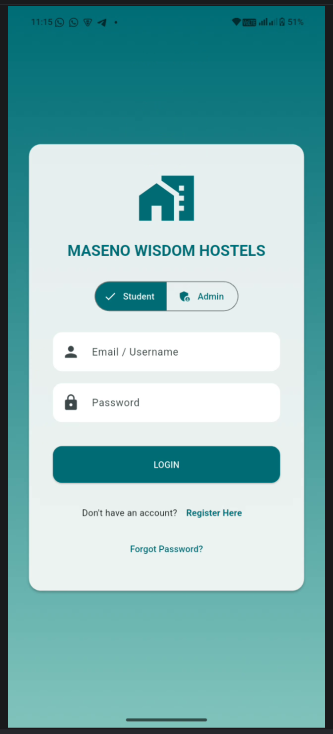 11:15 51%
MASENO WISDOM HOSTELS
Student Admin
Email / Username
Password
LOGIN
Don't have an account? Register Here
Forgot Password?